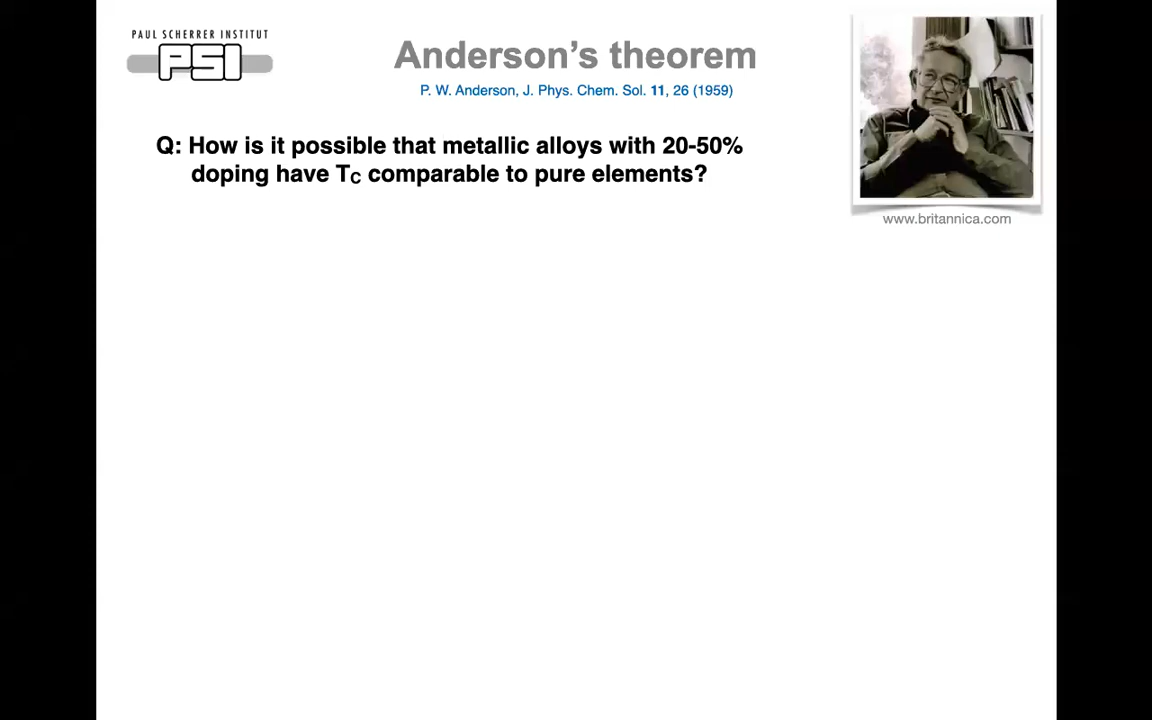 PAUL SCHERRER INSTITUT
PSI
Anderson's theorem
P. W. Anderson, J. Phys. Chem. Sol. 11, 26 (1959)
Q: How is it possible that metallic alloys with 20-50%
doping have Tc comparable to pure elements?
www.britannica.com